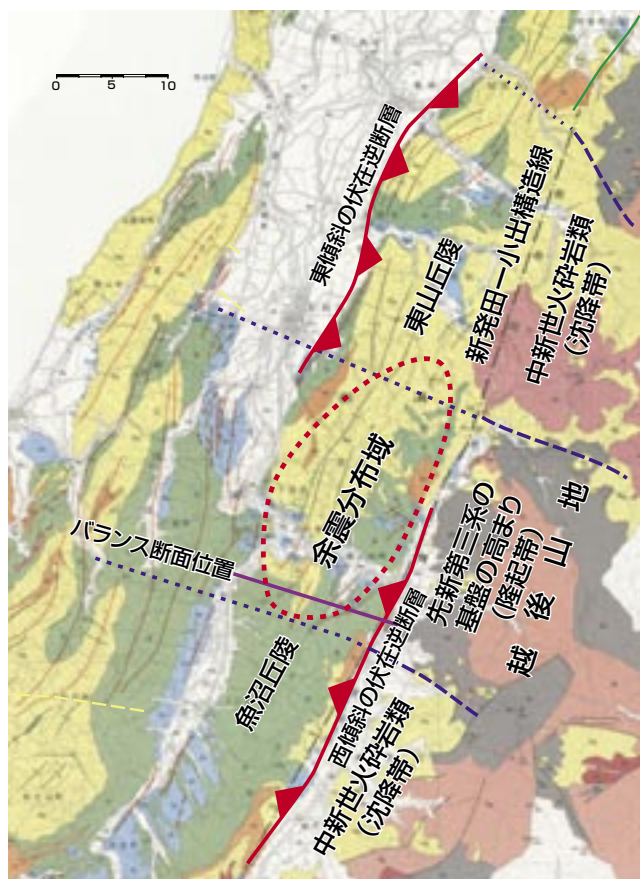 0 5 10
東傾斜の伏在逆断層
東山丘陵
新発田ー小出構造線
中新世火砕岩類
(沈降帯)
余震分布域
バランス断面位置
先新第三系の
基盤の高まり
(隆起帯)
越後山地
魚沼丘陵
西傾斜の伏在逆断層
中新世火砕岩類
(沈降帯)